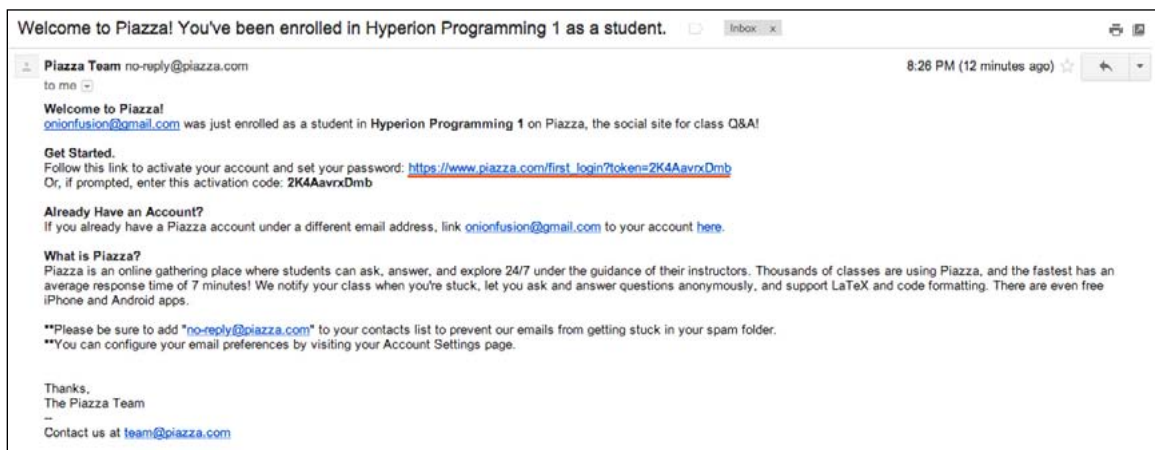 Welcome to Piazza! You've been enrolled in Hyperion Programming 1 as a student. Inbox x
Piazza Team no-reply@piazza.com 8:26 PM (12 minutes ago)
to me
Welcome to Piazza!
onionfusion@gmail.com was just enrolled as a student in Hyperion Programming 1 on Piazza, the social site for class Q&A!
Get Started.
Follow this link to activate your account and set your password: https://www.piazza.com/first_login?token=2K4AavrxDmb
Or, if prompted, enter this activation code: 2K4AavrxDmb
Already Have an Account?
If you already have a Piazza account under a different email address, link onionfusion@gmail.com to your account here.
What is Piazza?
Piazza is an online gathering place where students can ask, answer, and explore 24/7 under the guidance of their instructors. Thousands of classes are using Piazza, and the fastest has an
average response time of 7 minutes! We notify your class when you're stuck, let you ask and answer questions anonymously, and support LaTeX and code formatting. There are even free
iPhone and Android apps.
**Please be sure to add "no-reply@piazza.com" to your contacts list to prevent our emails from getting stuck in your spam folder.
**You can configure your email preferences by visiting your Account Settings page.
Thanks,
The Piazza Team
--
Contact us at team@piazza.com